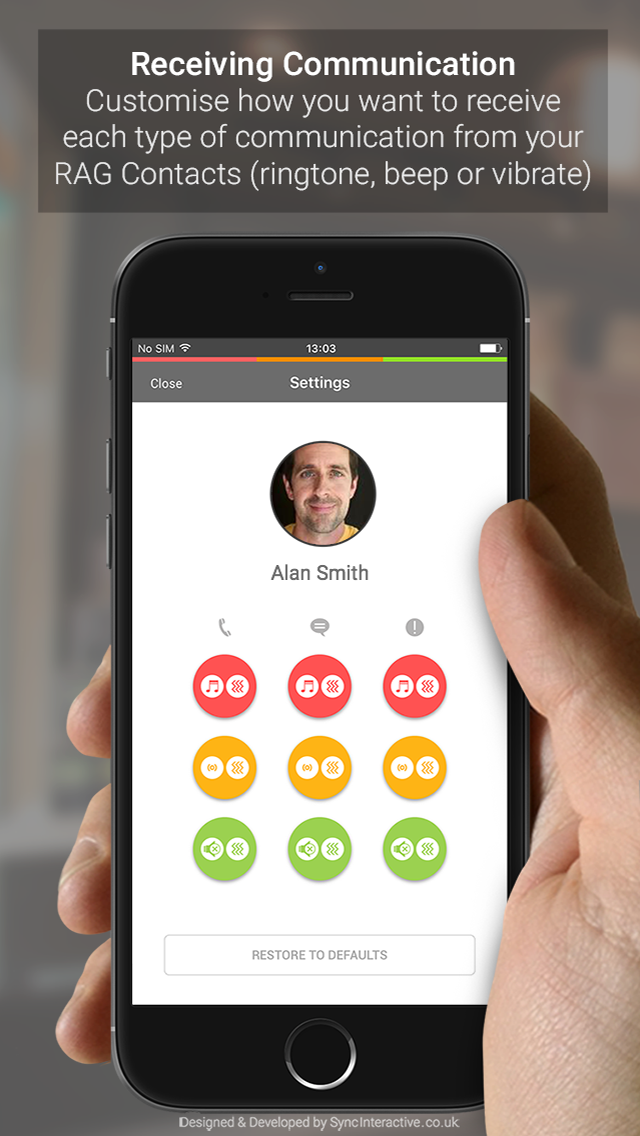 Receiving Communication
Customise how you want to receive
each type of communication from your
RAG Contacts (ringtone, beep or vibrate)
No SIM 13:03
Close Settings
Alan Smith
RESTORE TO DEFAULTS
Designed & Developed by SyncInteractive.co.uk